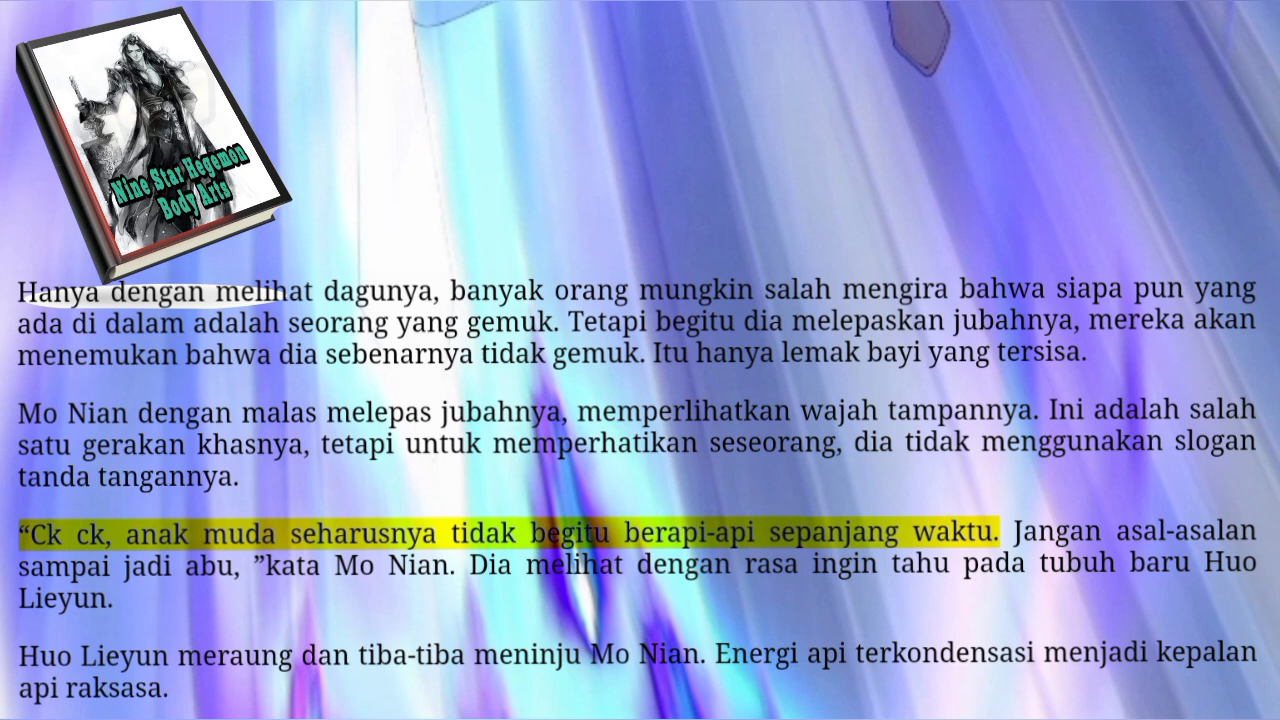 Nine Star Hegemon
Body Arts
Hanya dengan melihat dagunya, banyak orang mungkin salah mengira bahwa siapa pun yang
ada di dalam adalah seorang yang gemuk. Tetapi begitu dia melepaskan jubahnya, mereka akan
menemukan bahwa dia sebenarnya tidak gemuk. Itu hanya lemak bayi yang tersisa.
Mo Nian dengan malas melepas jubahnya, memperlihatkan wajah tampannya. Ini adalah salah
satu gerakan khasnya, tetapi untuk memperhatikan seseorang, dia tidak menggunakan slogan
tanda tangannya.
“Ck ck, anak muda seharusnya tidak begitu berapi-api sepanjang waktu. Jangan asal-asalan
sampai jadi abu, ”kata Mo Nian. Dia melihat dengan rasa ingin tahu pada tubuh baru Huo
Lieyun.
Huo Lieyun meraung dan tiba-tiba meninju Mo Nian. Energi api terkondensasi menjadi kepalan
api raksasa.